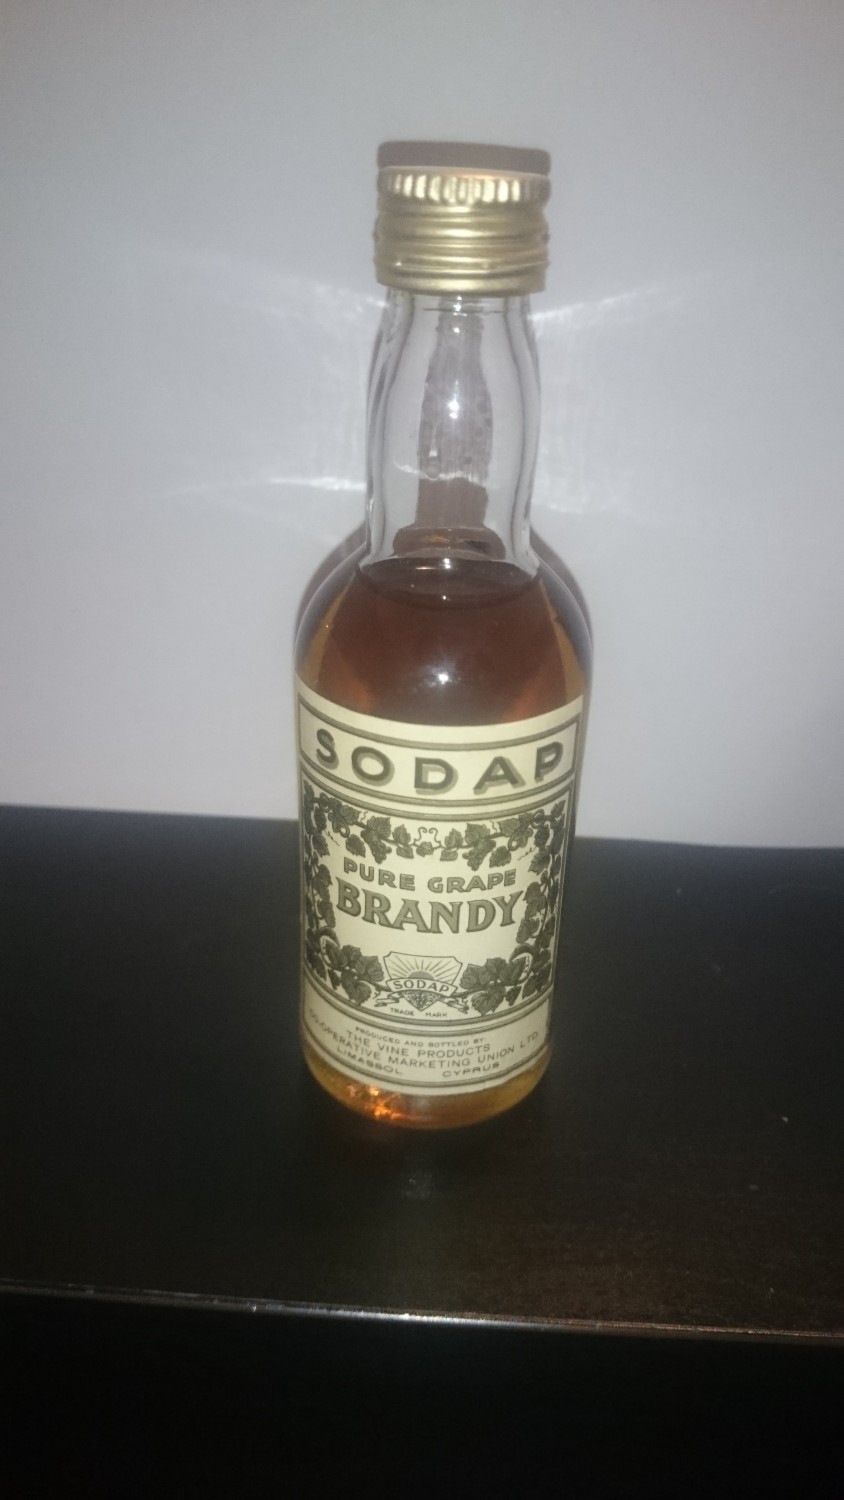 SODAP
PURE GRAPE
BRANDY
SODAP
TRADE MARK
PRODUCED AND BOTTLED BY
THE VINE PRODUCTS
CO-OPERATIVE MARKETING UNION LTD.
LIMASSOL CYPRUS